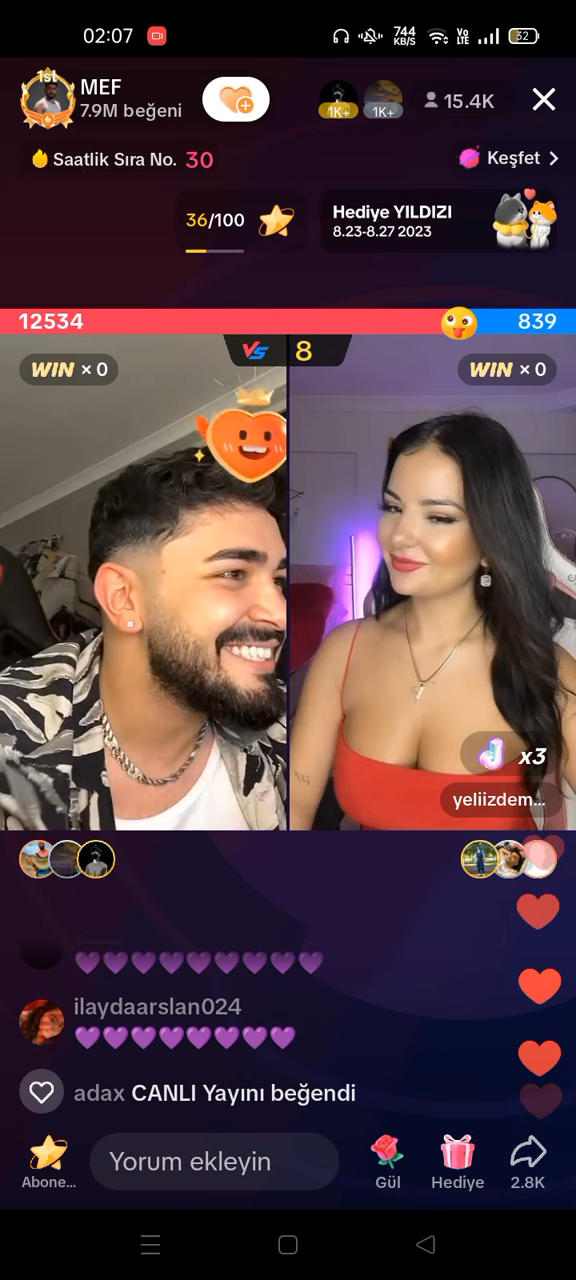 02:07
744
KB/S
Vo
LTE
32
1st
MEF
7.9M beğeni
1K+
1K+
15.4K
Saatlik Sıra No. 30
Keşfet
36/100
Hediye YILDIZI
8.23-8.27 2023
12534
839
VS
8
WIN × 0
WIN × 0
x3
yeliizdem...
ilaydaarslan024
adax CANLI Yayını beğendi
Abone...
Yorum ekleyin
Gül
Hediye
2.8K